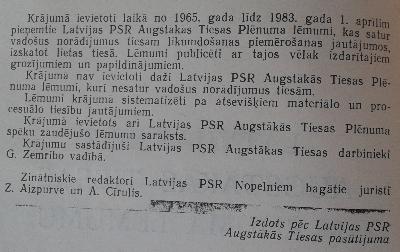 Krājumā ievietoti laikā no 1965. gada līdz 1983. gada 1. aprīlim
pieņemtie Latvijas PSR Augstākās Tiesas Plēnuma lēmumi, kas satur
vadošus norādījumus tiesām likumdošanas piemērošanas jautājumos,
izskatot lietas tiesā. Lēmumi publicēti ar tajos vēlāk izdarītajiem
grozījumiem un papildinājumiem.
Krājumā nav ievietoti daži Latvijas PSR Augstākās Tiesas Plē-
numa lēmumi, kuri nesatur vadošus norādījumus tiesām.
Lēmumi krājumā sistematizēti pa atsevišķiem materiālo un pro-
cesuālo tiesību jautājumiem.
Krājumā ievietots arī Latvijas PSR Augstākās Tiesas Plēnuma
spēku zaudējušo lēmumu saraksts.
Krājumu sastādījuši Latvijas PSR Augstākās Tiesas darbinieki
G. Zemrībo vadībā.
Zinātniskie redaktori Latvijas PSR Nopelniem bagātie juristi
Z. Aizpurve un A. Cīrulis.
Izdots pēc Latvijas PSR
Augstākās Tiesas pasūtījuma